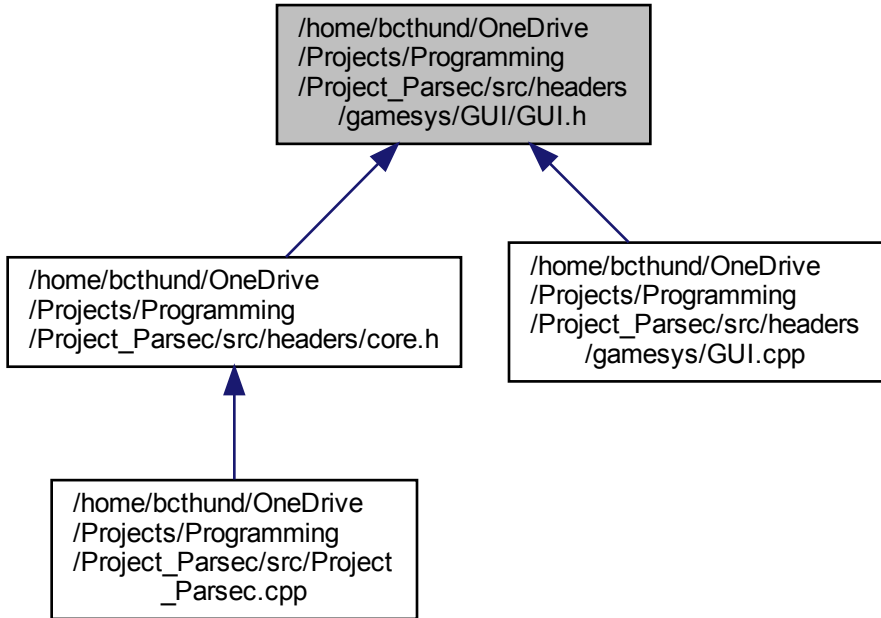 /home/bcthund/OneDrive
/Projects/Programming
/Project_Parsec/src/headers
/gamesys/GUI/GUI.h
/home/bcthund/OneDrive
/Projects/Programming
/Project_Parsec/src/headers/core.h
/home/bcthund/OneDrive
/Projects/Programming
/Project_Parsec/src/headers
/gamesys/GUI.cpp
/home/bcthund/OneDrive
/Projects/Programming
/Project_Parsec/src/Project
_Parsec.cpp